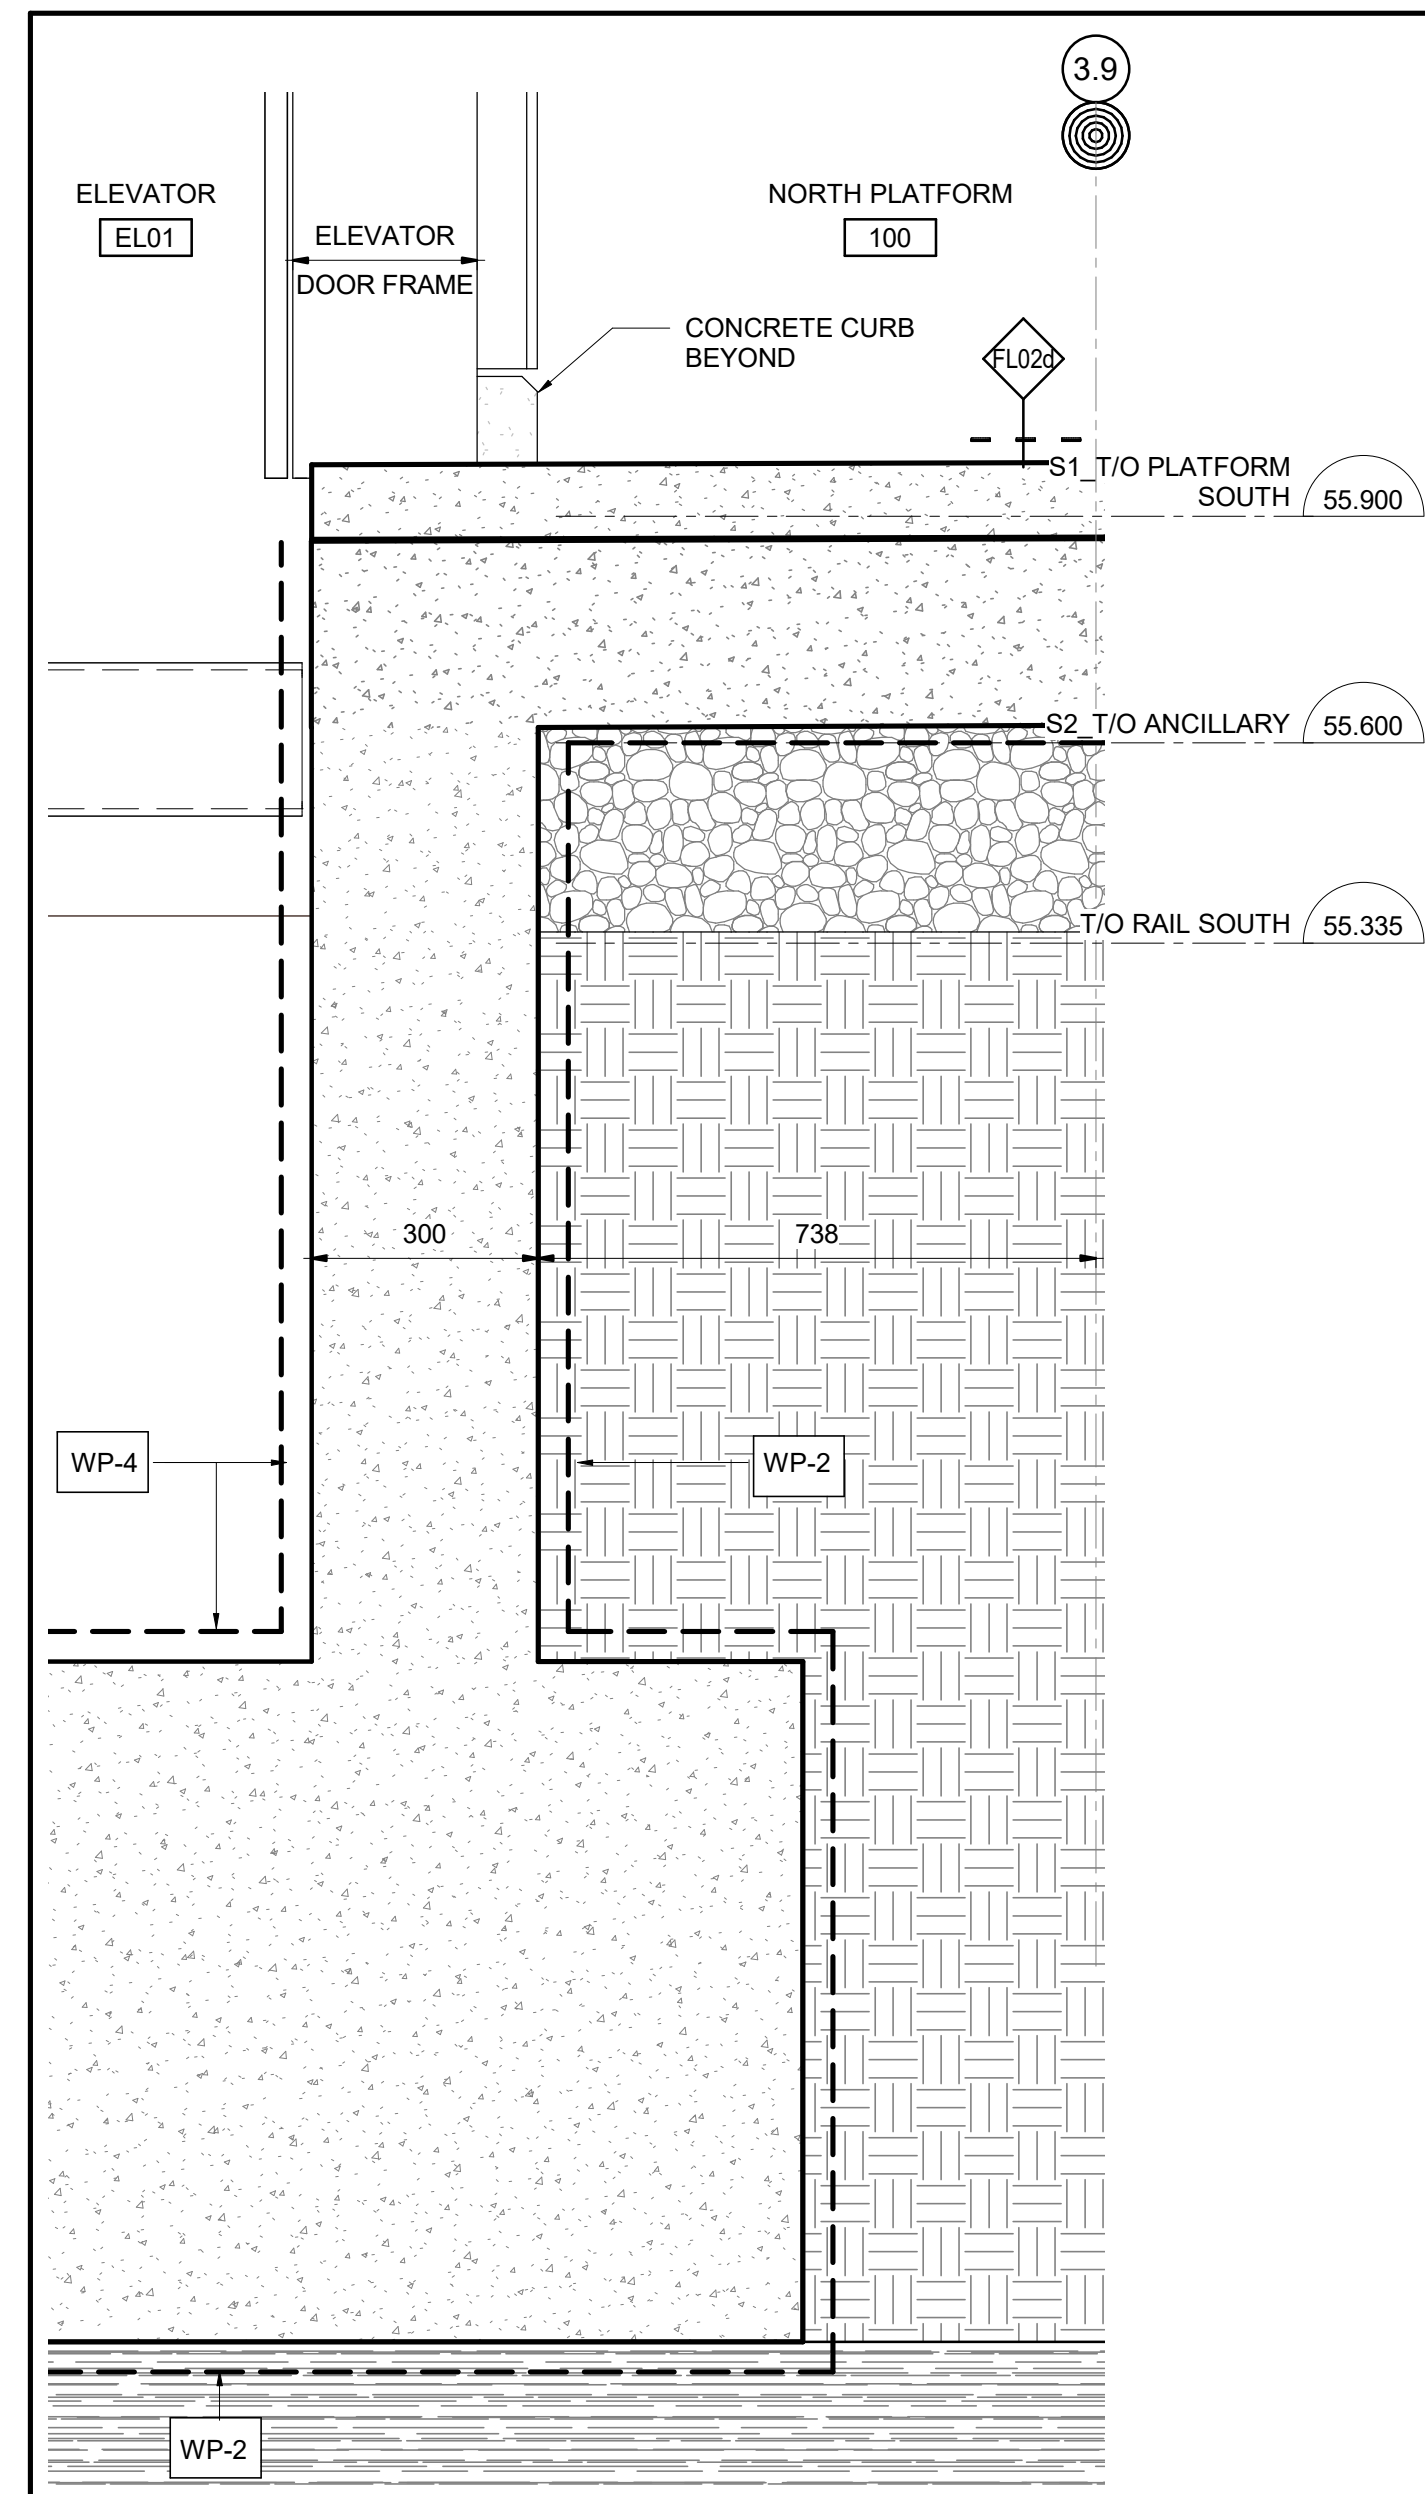 3.9
ELEVATOR
EL01
ELEVATOR
DOOR FRAME
NORTH PLATFORM
100
CONCRETE CURB
BEYOND
FL02d
S1_T/O PLATFORM
SOUTH
55.900
S2_T/O ANCILLARY
55.600
T/O RAIL SOUTH
55.335
300
738
WP-4
WP-2
WP-2